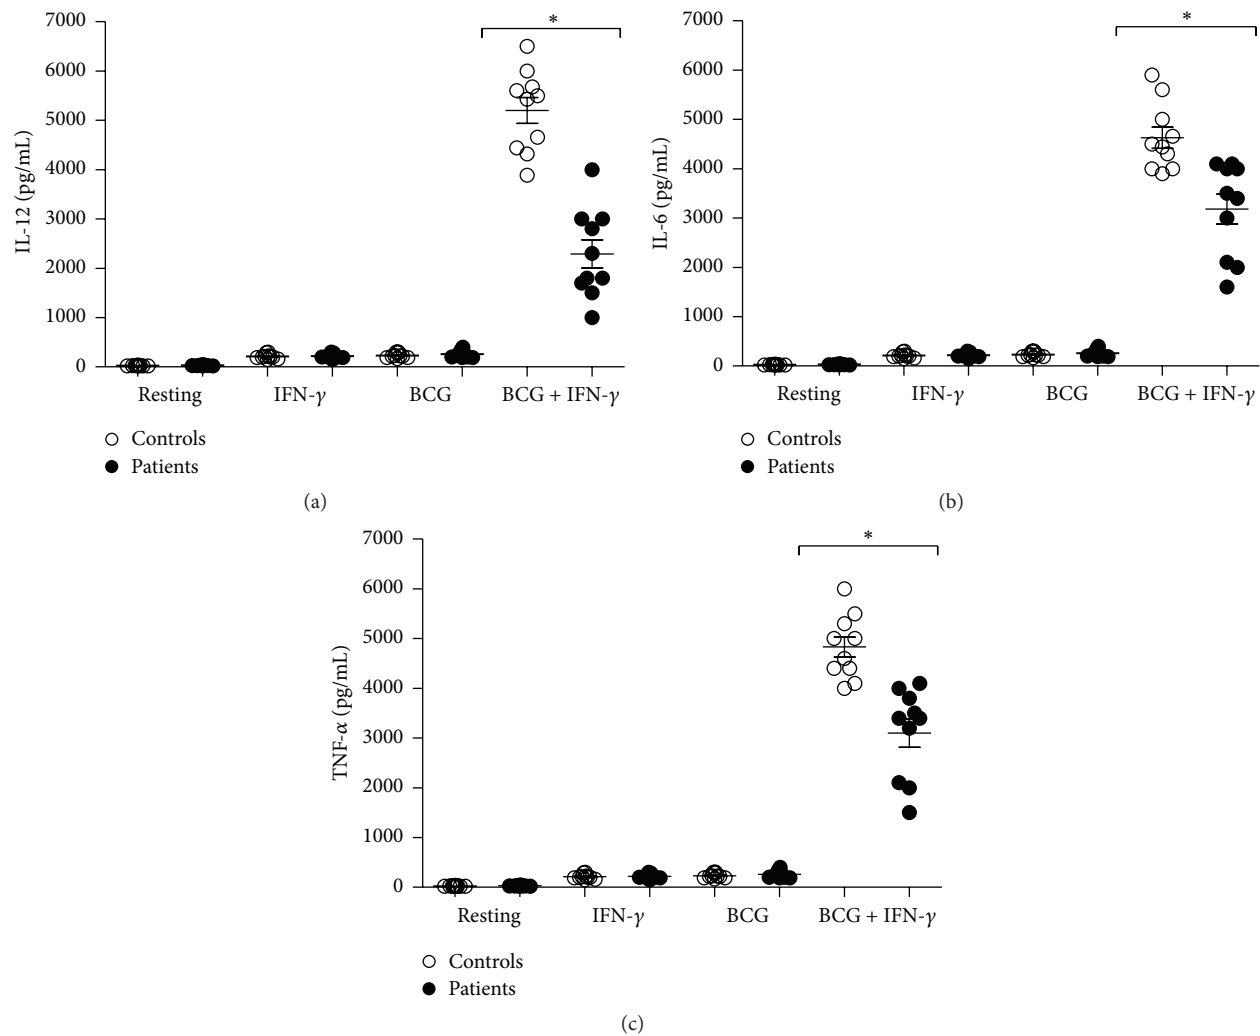 7000
6000
5000
4000
3000
2000
1000
0
IL-12 (pg/mL)
*
Resting IFN-γ BCG BCG + IFN-γ
Controls
Patients
(a)
7000
6000
5000
4000
3000
2000
1000
0
IL-6 (pg/mL)
*
Resting IFN-γ BCG BCG + IFN-γ
Controls
Patients
(b)
7000
6000
5000
4000
3000
2000
1000
0
TNF-α (pg/mL)
*
Resting IFN-γ BCG BCG + IFN-γ
Controls
Patients
(c)